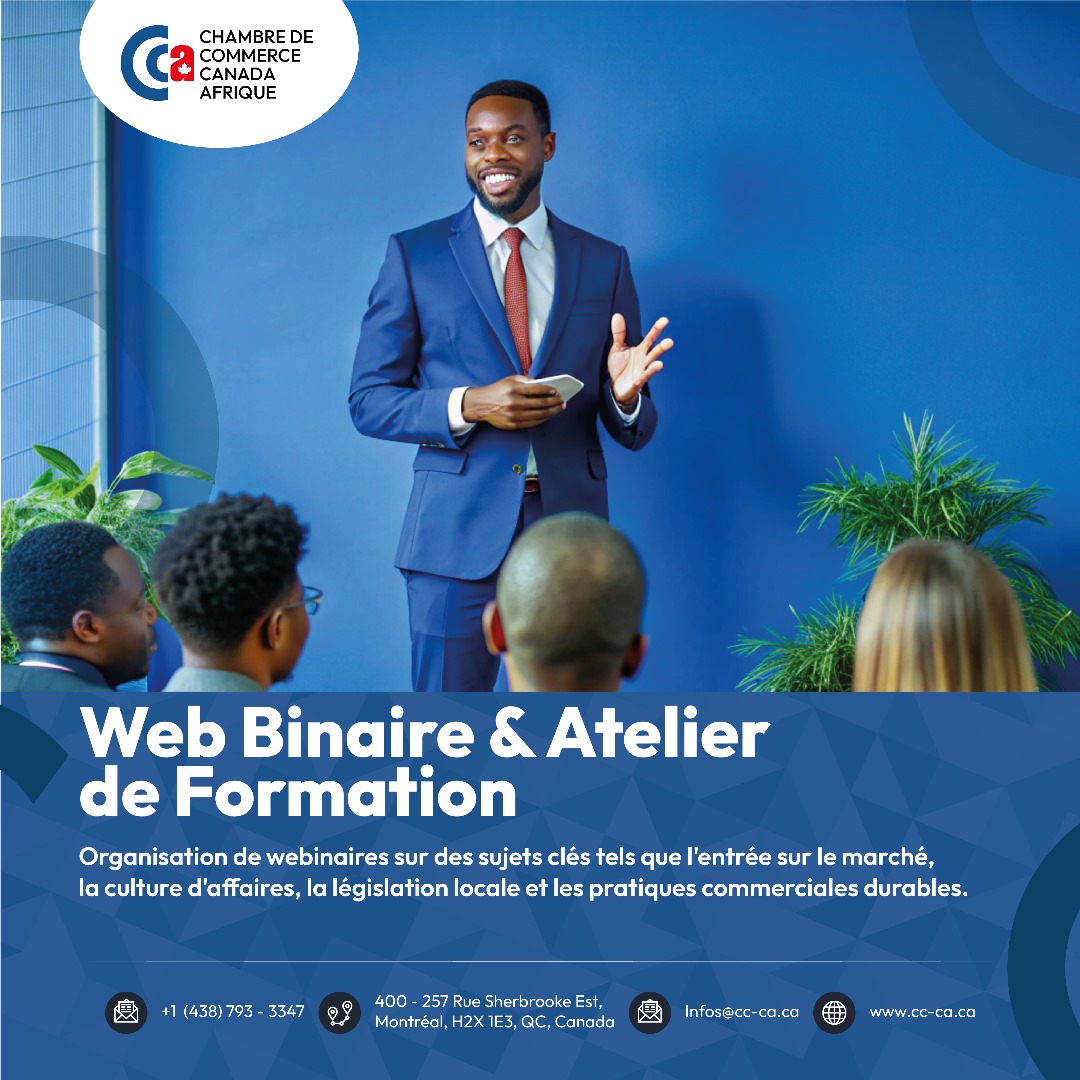 Cca
CHAMBRE DE
COMMERCE
CANADA
AFRIQUE
Web Binaire & Atelier
de Formation
Organisation de webinaires sur des sujets clés tels que l'entrée sur le marché,
la culture d'affaires, la législation locale et les pratiques commerciales durables.
+1 (438) 793 - 3347
400 - 257 Rue Sherbrooke Est,
Montréal, H2X 1E3, QC, Canada
Infos@cc-ca.ca
www.cc-ca.ca